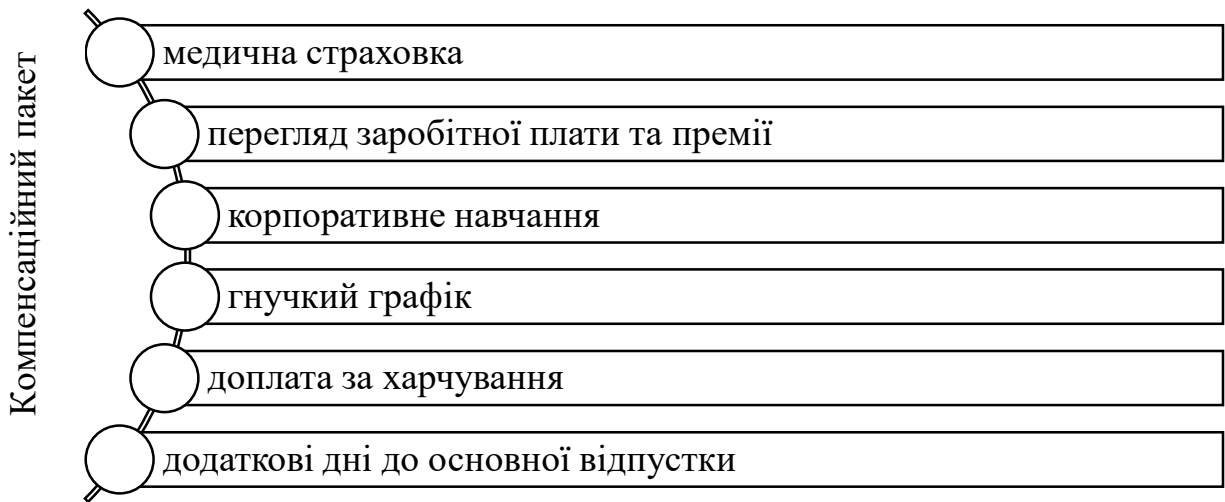 Компенсаційний пакет
медична страховка
перегляд заробітної плати та премії
корпоративне навчання
гнучкий графік
доплата за харчування
додаткові дні до основної відпустки